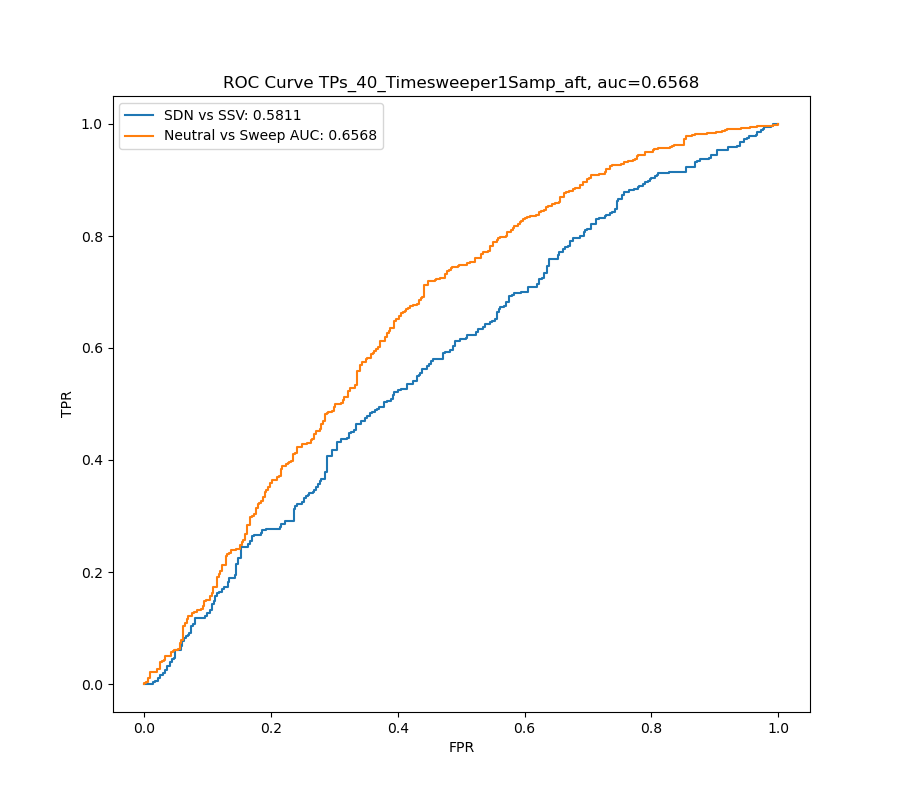 ROC Curve TPs_40_Timesweeper1Samp_aft, auc=0.6568
SDN vs SSV: 0.5811
Neutral vs Sweep AUC: 0.6568
1.0
0.8
0.6
0.4
0.2
0.0
TPR
0.0 0.2 0.4 0.6 0.8 1.0
FPR